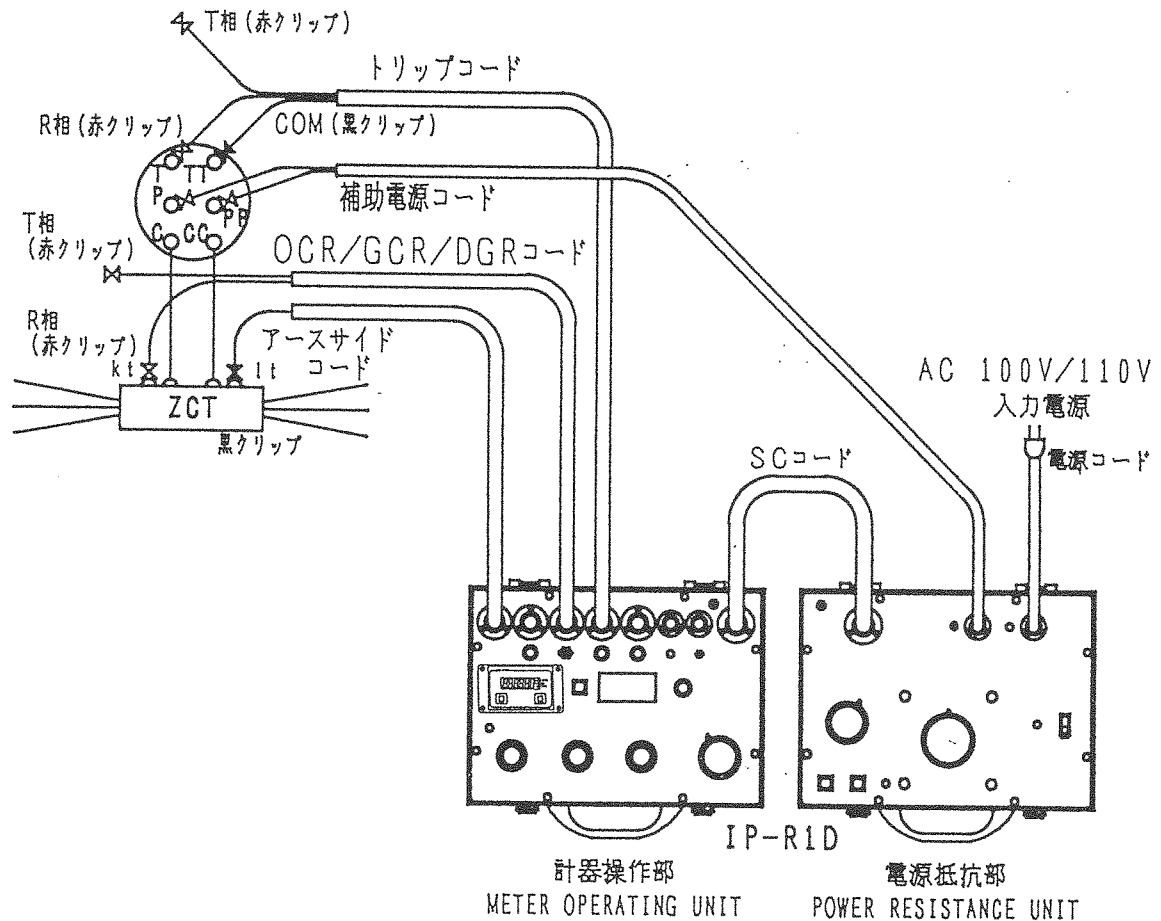 T相(赤クリップ)
トリップコード
R相(赤クリップ)
COM(黒クリップ)
T TT
P PP
補助電源コード
C CC
T相
(赤クリップ)
OCR/GCR/DGRコード
R相
(赤クリップ)
アースサイド
コード
kt lt
ZCT
黒クリップ
AC 100V/110V
入力電源
電源コード
SCコード
IP-R1D
計器操作部
METER OPERATING UNIT
電源抵抗部
POWER RESISTANCE UNIT